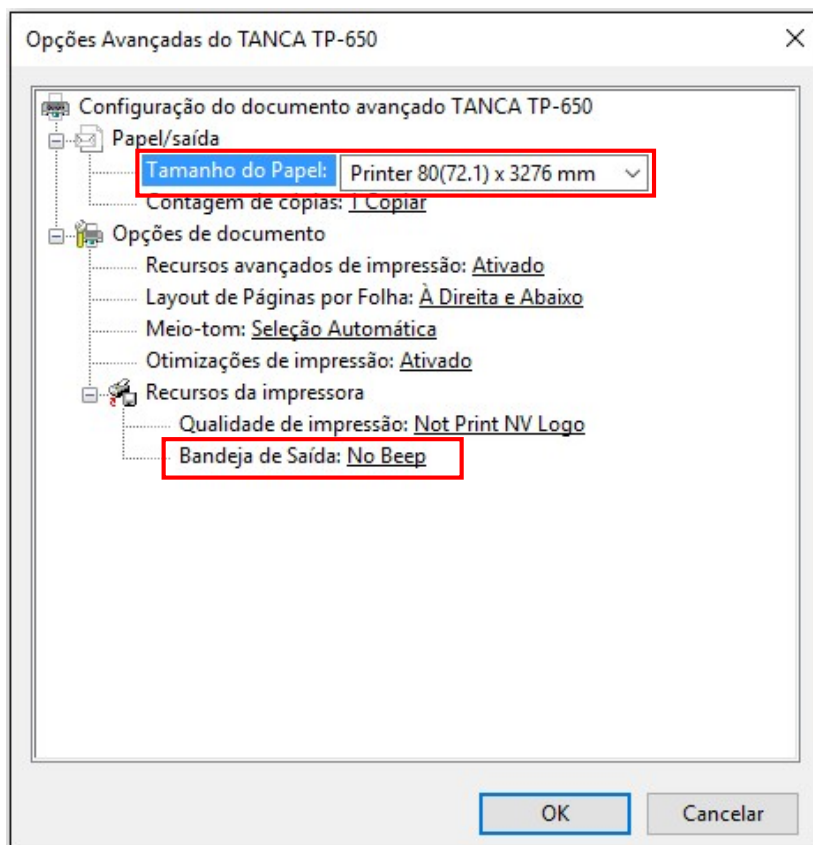 Opções Avançadas do TANCA TP-650
Configuração do documento avançado TANCA TP-650
Papel/saída
Tamanho do Papel: Printer 80(72.1) x 3276 mm
Contagem de cópias: 1 Copiar
Opções de documento
Recursos avançados de impressão: Ativado
Layout de Páginas por Folha: À Direita e Abaixo
Meio-tom: Seleção Automática
Otimizações de impressão: Ativado
Recursos da impressora
Qualidade de impressão: Not Print NV Logo
Bandeja de Saída: No Beep
OK Cancelar